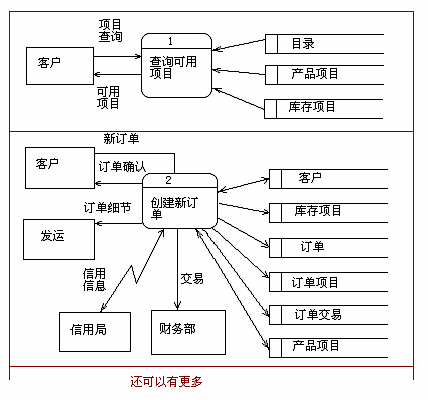 项目
查询
1
目录
客户
查询可用
项目
产品项目
可用
项目
库存项目
新订单
客户
订单确认
2
客户
订单细节
创建新订
单
库存项目
发运
订单
信用
信息
交易
订单项目
信用局
财务部
订单交易
产品项目
还可以有更多